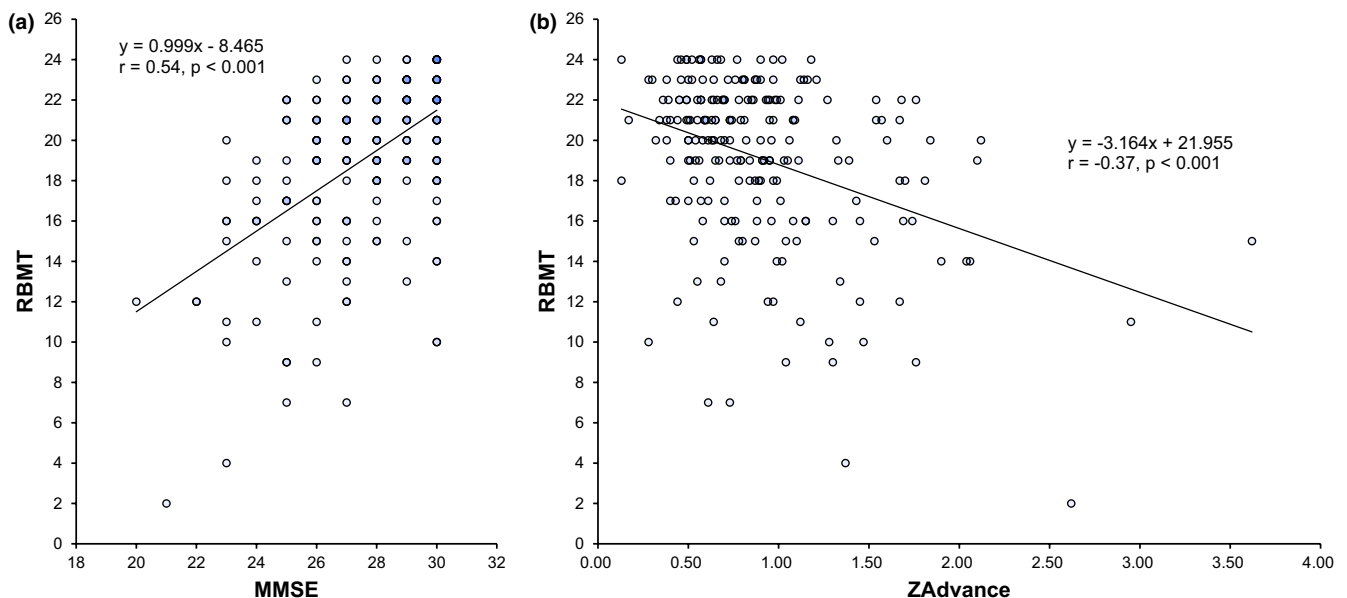 (a)
y = 0.999x - 8.465
r = 0.54, p < 0.001
RBMT
26
24
22
20
18
16
14
12
10
8
6
4
2
0
18 20 22 24 26 28 30 32
MMSE
(b)
y = -3.164x + 21.955
r = -0.37, p < 0.001
RBMT
26
24
22
20
18
16
14
12
10
8
6
4
2
0
0.00 0.50 1.00 1.50 2.00 2.50 3.00 3.50 4.00
ZAdvance